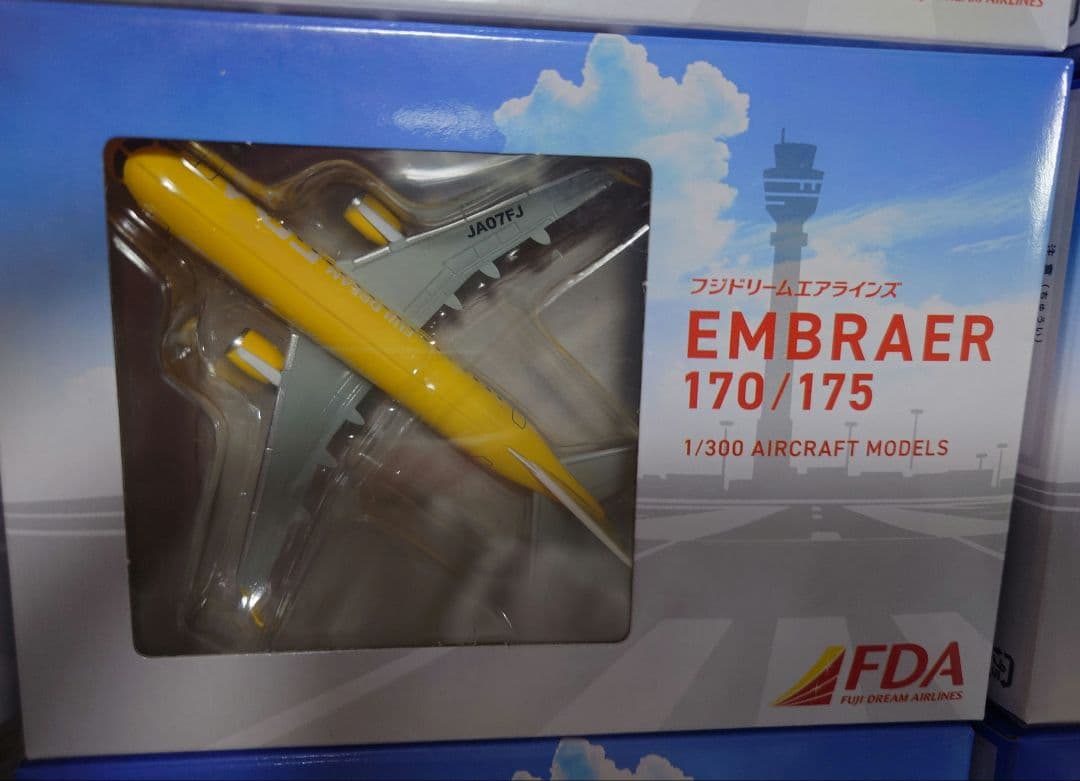 AIRLINES
JA07FJ
フジドリームエアラインズ
EMBRAER
170/175
1/300 AIRCRAFT MODELS
FDA
FUJI DREAM AIRLINES